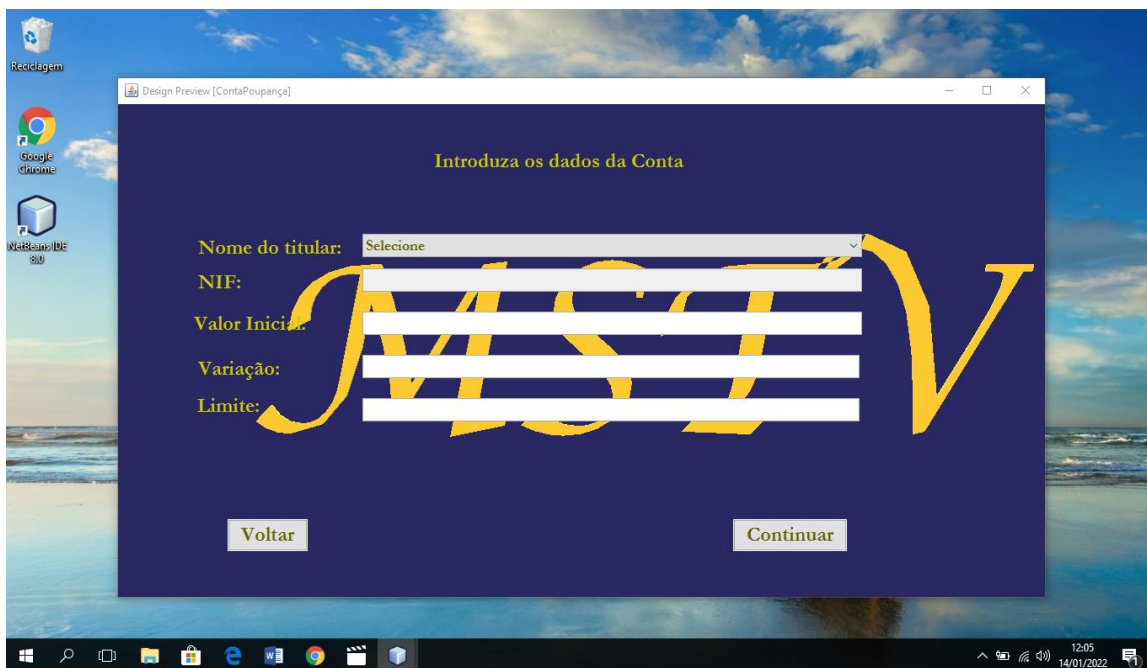 Reciclagem
Design Preview [ContaPoupança]
Google
Chrome
Introduza os dados da Conta
NetBeans IDE
8.0
Nome do titular:
Selecione
NIF:
Valor Inicial:
Variação:
Limite:
MSTV
Voltar
Continuar
12:05
14/01/2022